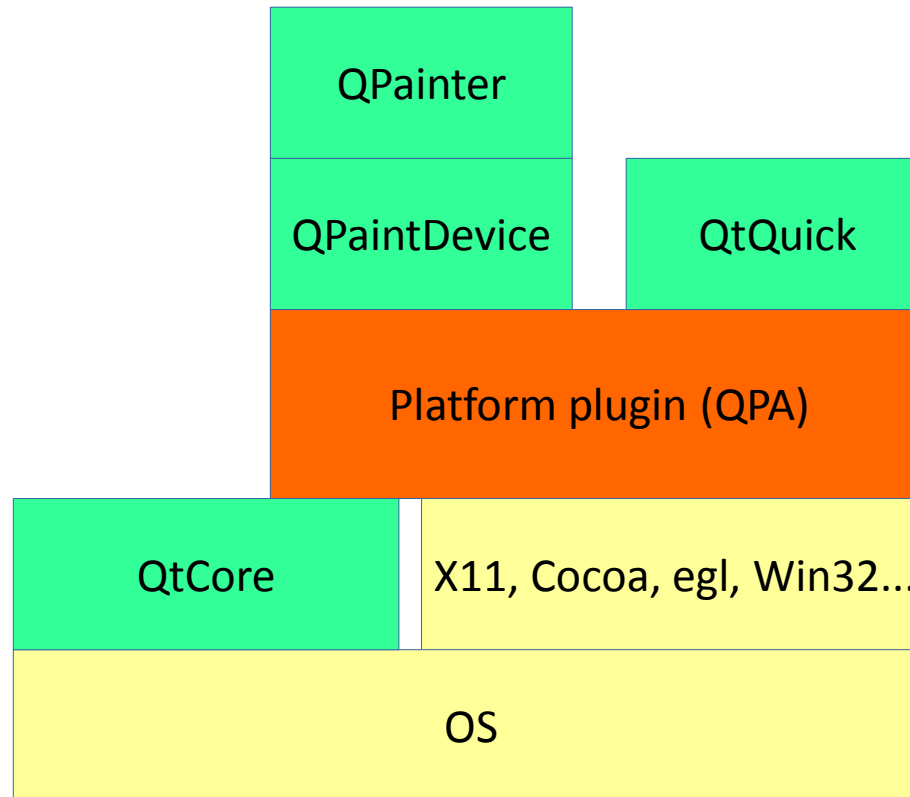 QPainter
QPaintDevice
QtQuick
Platform plugin (QPA)
QtCore
X11, Cocoa, egl, Win32...
OS